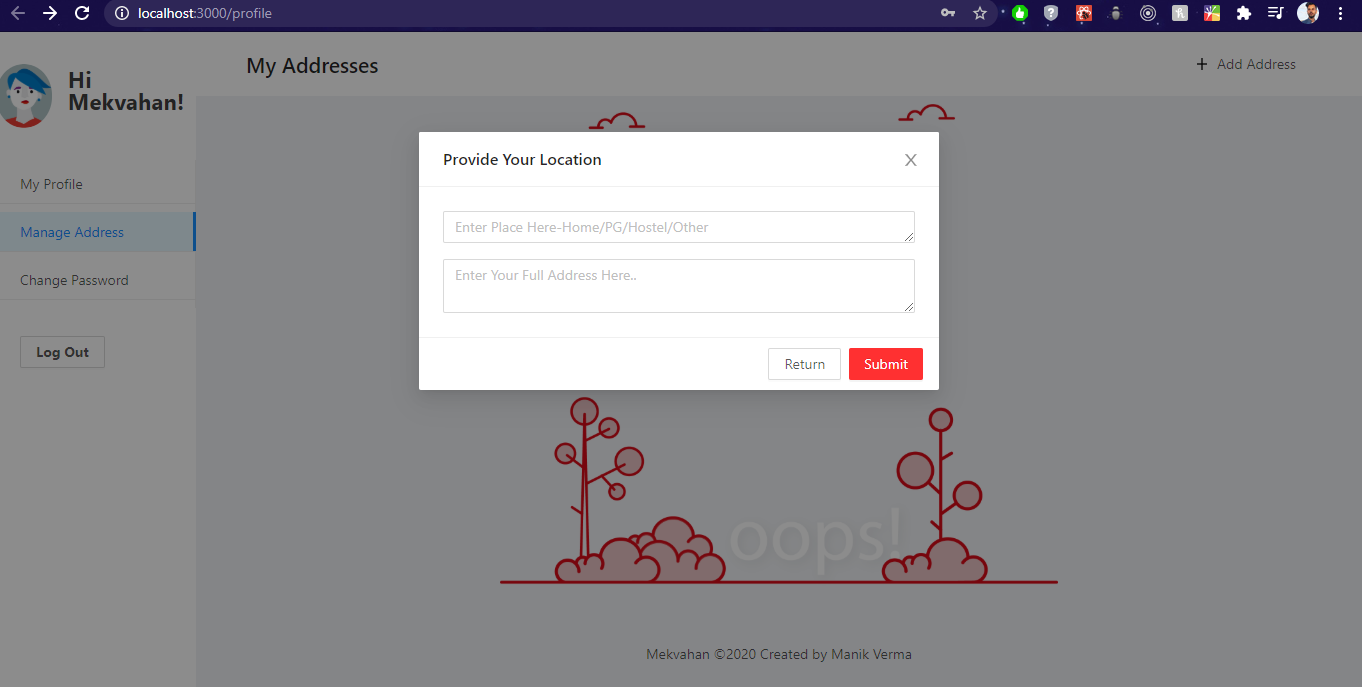 localhost:3000/profile
Hi
Mekvahan!
My Addresses
+ Add Address
My Profile
Manage Address
Change Password
Log Out
Provide Your Location
X
Enter Place Here-Home/PG/Hostel/Other
Enter Your Full Address Here..
Return
Submit
oops!
Mekvahan ©2020 Created by Manik Verma